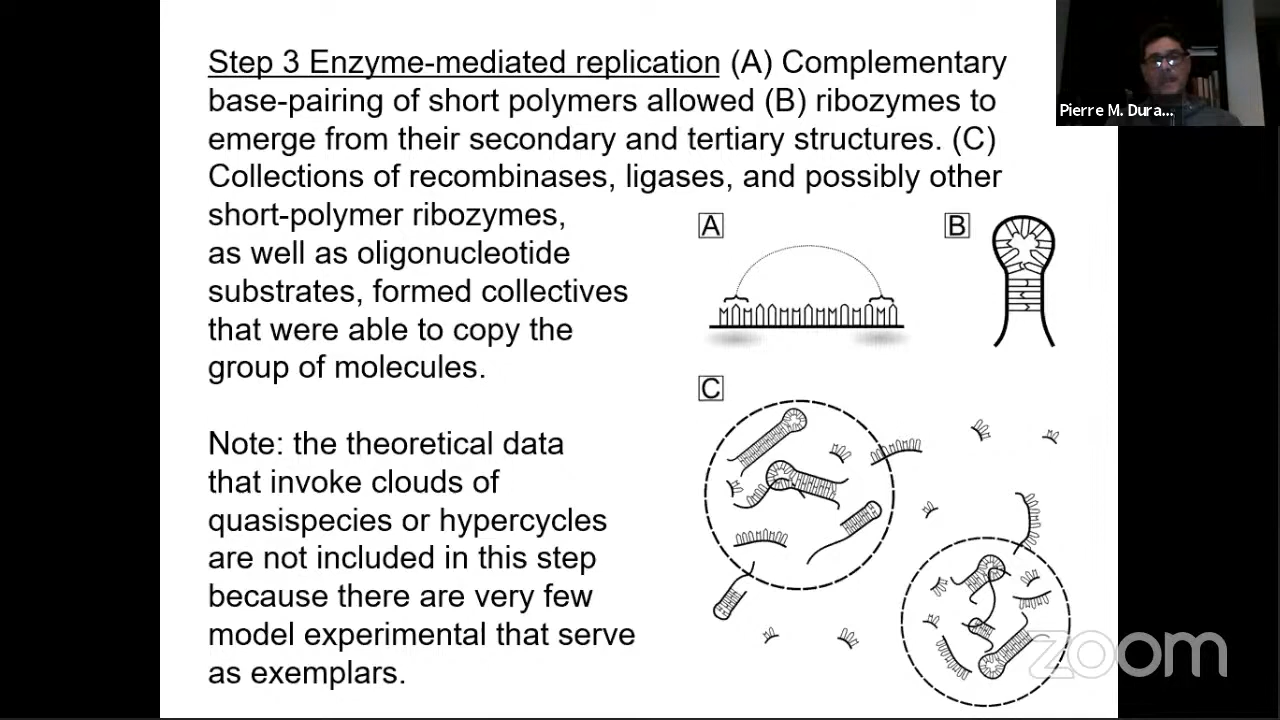 Step 3 Enzyme-mediated replication (A) Complementary
base-pairing of short polymers allowed (B) ribozymes to
emerge from their secondary and tertiary structures. (C)
Collections of recombinases, ligases, and possibly other
short-polymer ribozymes,
as well as oligonucleotide
substrates, formed collectives
that were able to copy the
group of molecules.
Note: the theoretical data
that invoke clouds of
quasispecies or hypercycles
are not included in this step
because there are very few
model experimental that serve
as exemplars.
A
B
C
Pierre M. Dura...
zoom